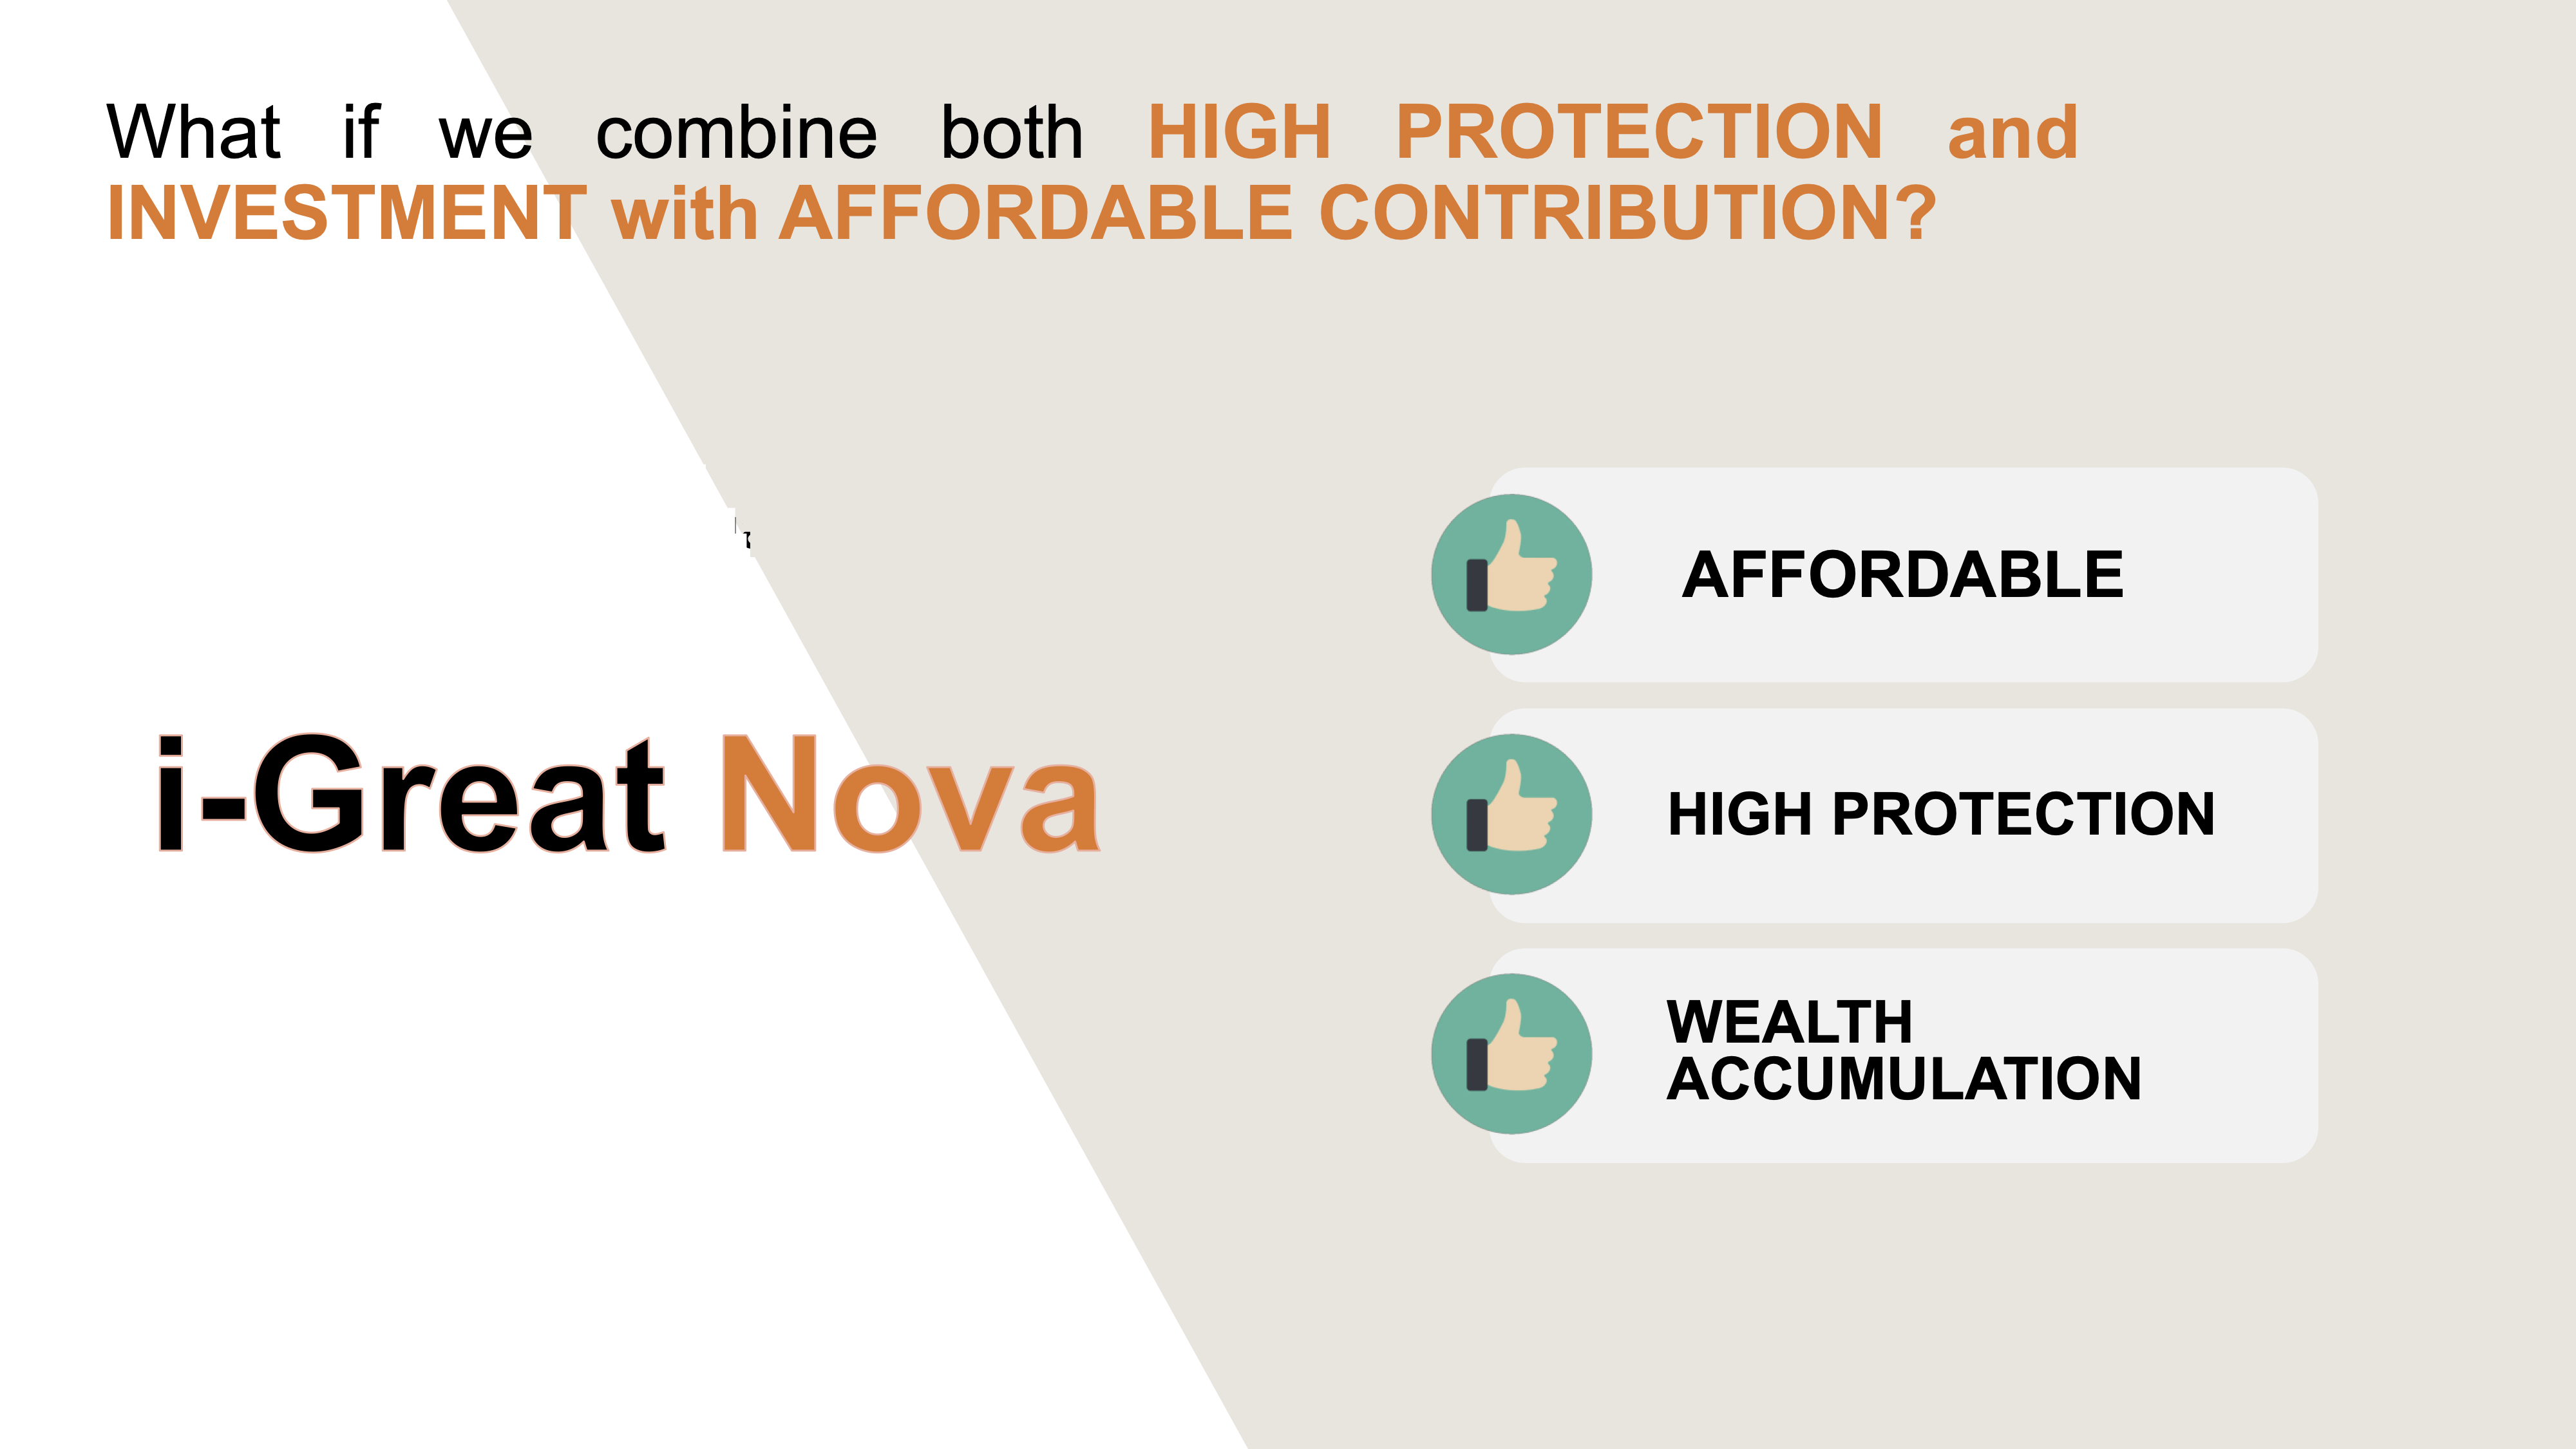 What if we combine both HIGH PROTECTION and
INVESTMENT with AFFORDABLE CONTRIBUTION?
i-Great Nova
AFFORDABLE
HIGH PROTECTION
WEALTH
ACCUMULATION